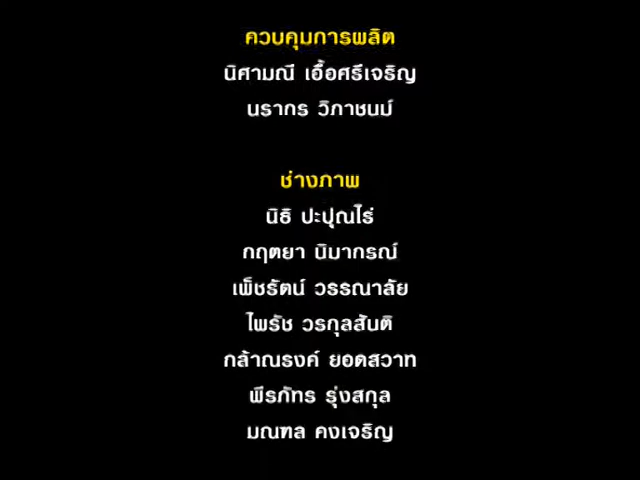 ควบคุมการผลิต
นิศามณี เอื้อศรีเจริญ
นรากร วิภาชนม์
ช่างภาพ
นิธิ ปะปุณไร่
กฤตยา นิมากรณ์
เพ็ชรัตน์ วรรณาลัย
ไพรัช วรกุลสันติ
กล้าณรงค์ ยอดสวาท
พีรภัทร รุ่งสกุล
มณฑล คงเจริญ